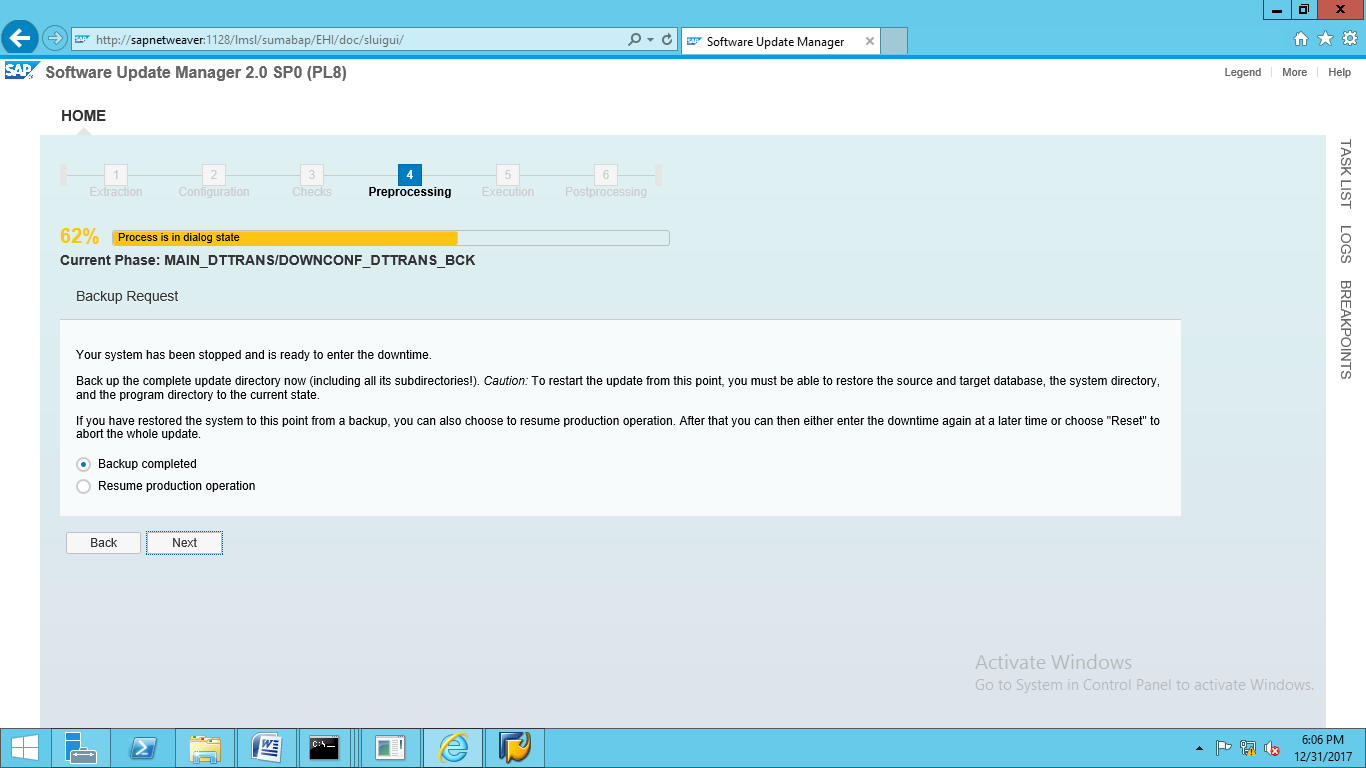 http://sapnetweaver:1128/lmsl/sumabap/EHI/doc/sluigui/
Software Update Manager
SAP Software Update Manager 2.0 SP0 (PL8)
Legend More Help
HOME
1 2 3 4 5 6
Extraction Configuration Checks Preprocessing Execution Postprocessing
62% Process is in dialog state
Current Phase: MAIN_DTTRANS/DOWNCONF_DTTRANS_BCK
Backup Request
Your system has been stopped and is ready to enter the downtime.
Back up the complete update directory now (including all its subdirectories!). Caution: To restart the update from this point, you must be able to restore the source and target database, the system directory,
and the program directory to the current state.
If you have restored the system to this point from a backup, you can also choose to resume production operation. After that you can then either enter the downtime again at a later time or choose "Reset" to
abort the whole update.
Backup completed
Resume production operation
Back Next
TASK LIST
LOGS
BREAKPOINTS
Activate Windows
Go to System in Control Panel to activate Windows.
6:06 PM
12/31/2017